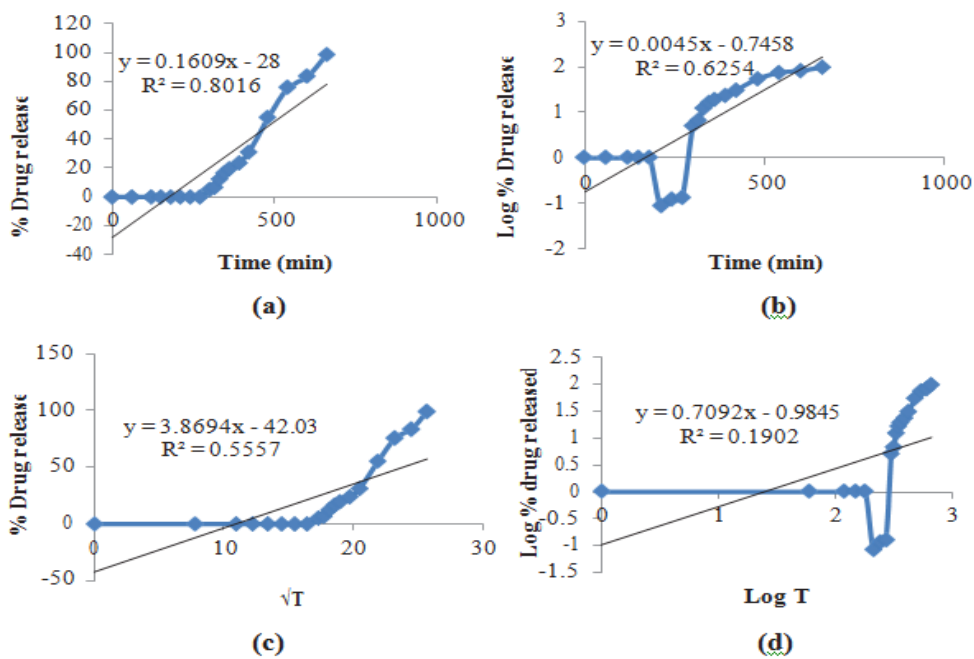 120
100
80
60
40
20
0
-20
-40
% Drug release
y = 0.1609x - 28
R² = 0.8016
0
500
1000
Time (min)
(a)
3
2
1
0
-1
-2
Log % Drug release
y = 0.0045x - 0.7458
R² = 0.6254
0
500
1000
Time (min)
(b)
150
100
50
0
-50
% Drug release
y = 3.8694x - 42.03
R² = 0.5557
0
10
20
30
√T
(c)
2.5
2
1.5
1
0.5
0
-0.5
-1
-1.5
Log % drug released
y = 0.7092x - 0.9845
R² = 0.1902
0
1
2
3
Log T
(d)